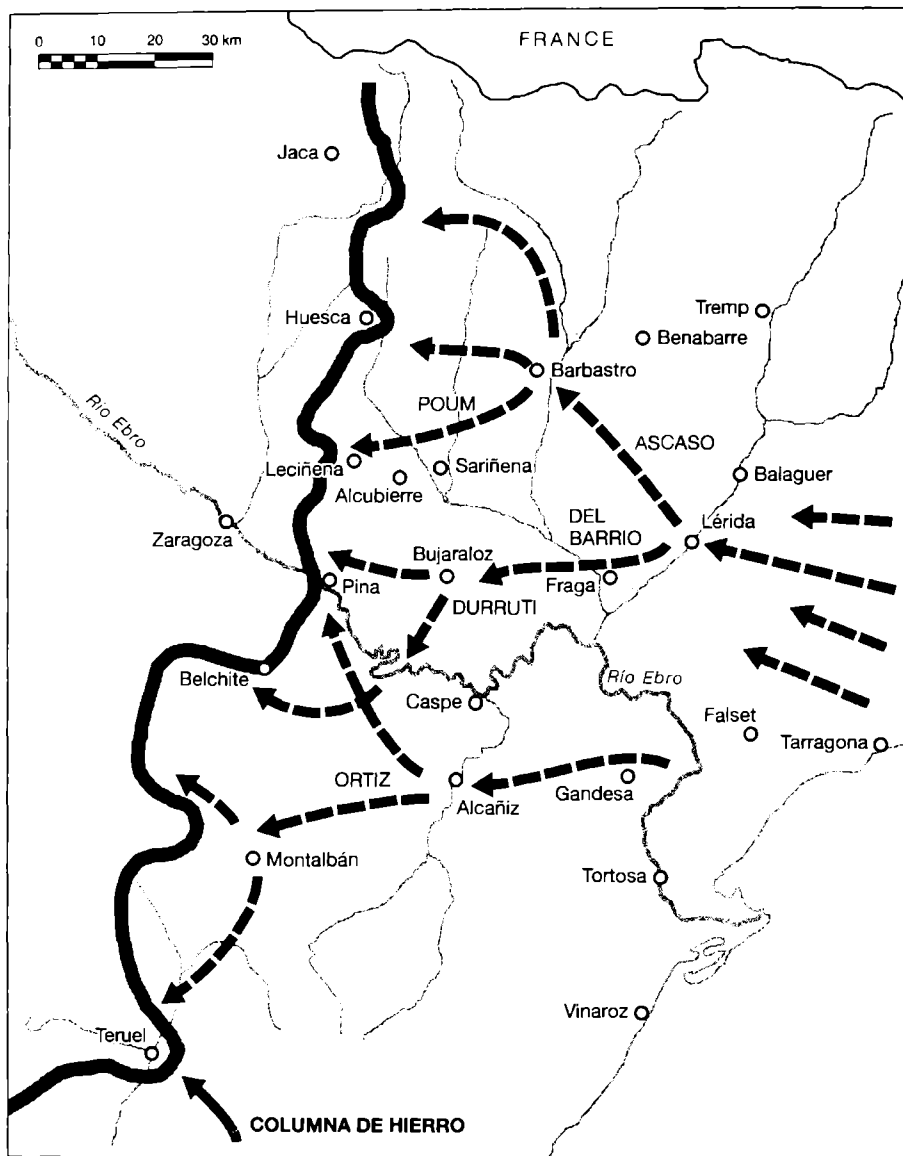 FRANCE
0 10 20 30 km
Jaca
Tremp
Huesca
Benabarre
Barbastro
POUM
Río Ebro
ASCASO
Leciñena
Sariñena
Balaguer
Alcubierre
Zaragoza
DEL
BARRIO
Lérida
Bujaraloz
Pina
Fraga
DURRUTI
Belchite
Río Ebro
Caspe
Falset
Tarragona
ORTIZ
Alcañiz
Gandesa
Montalbán
Tortosa
Vinaroz
Teruel
COLUMNA DE HIERRO